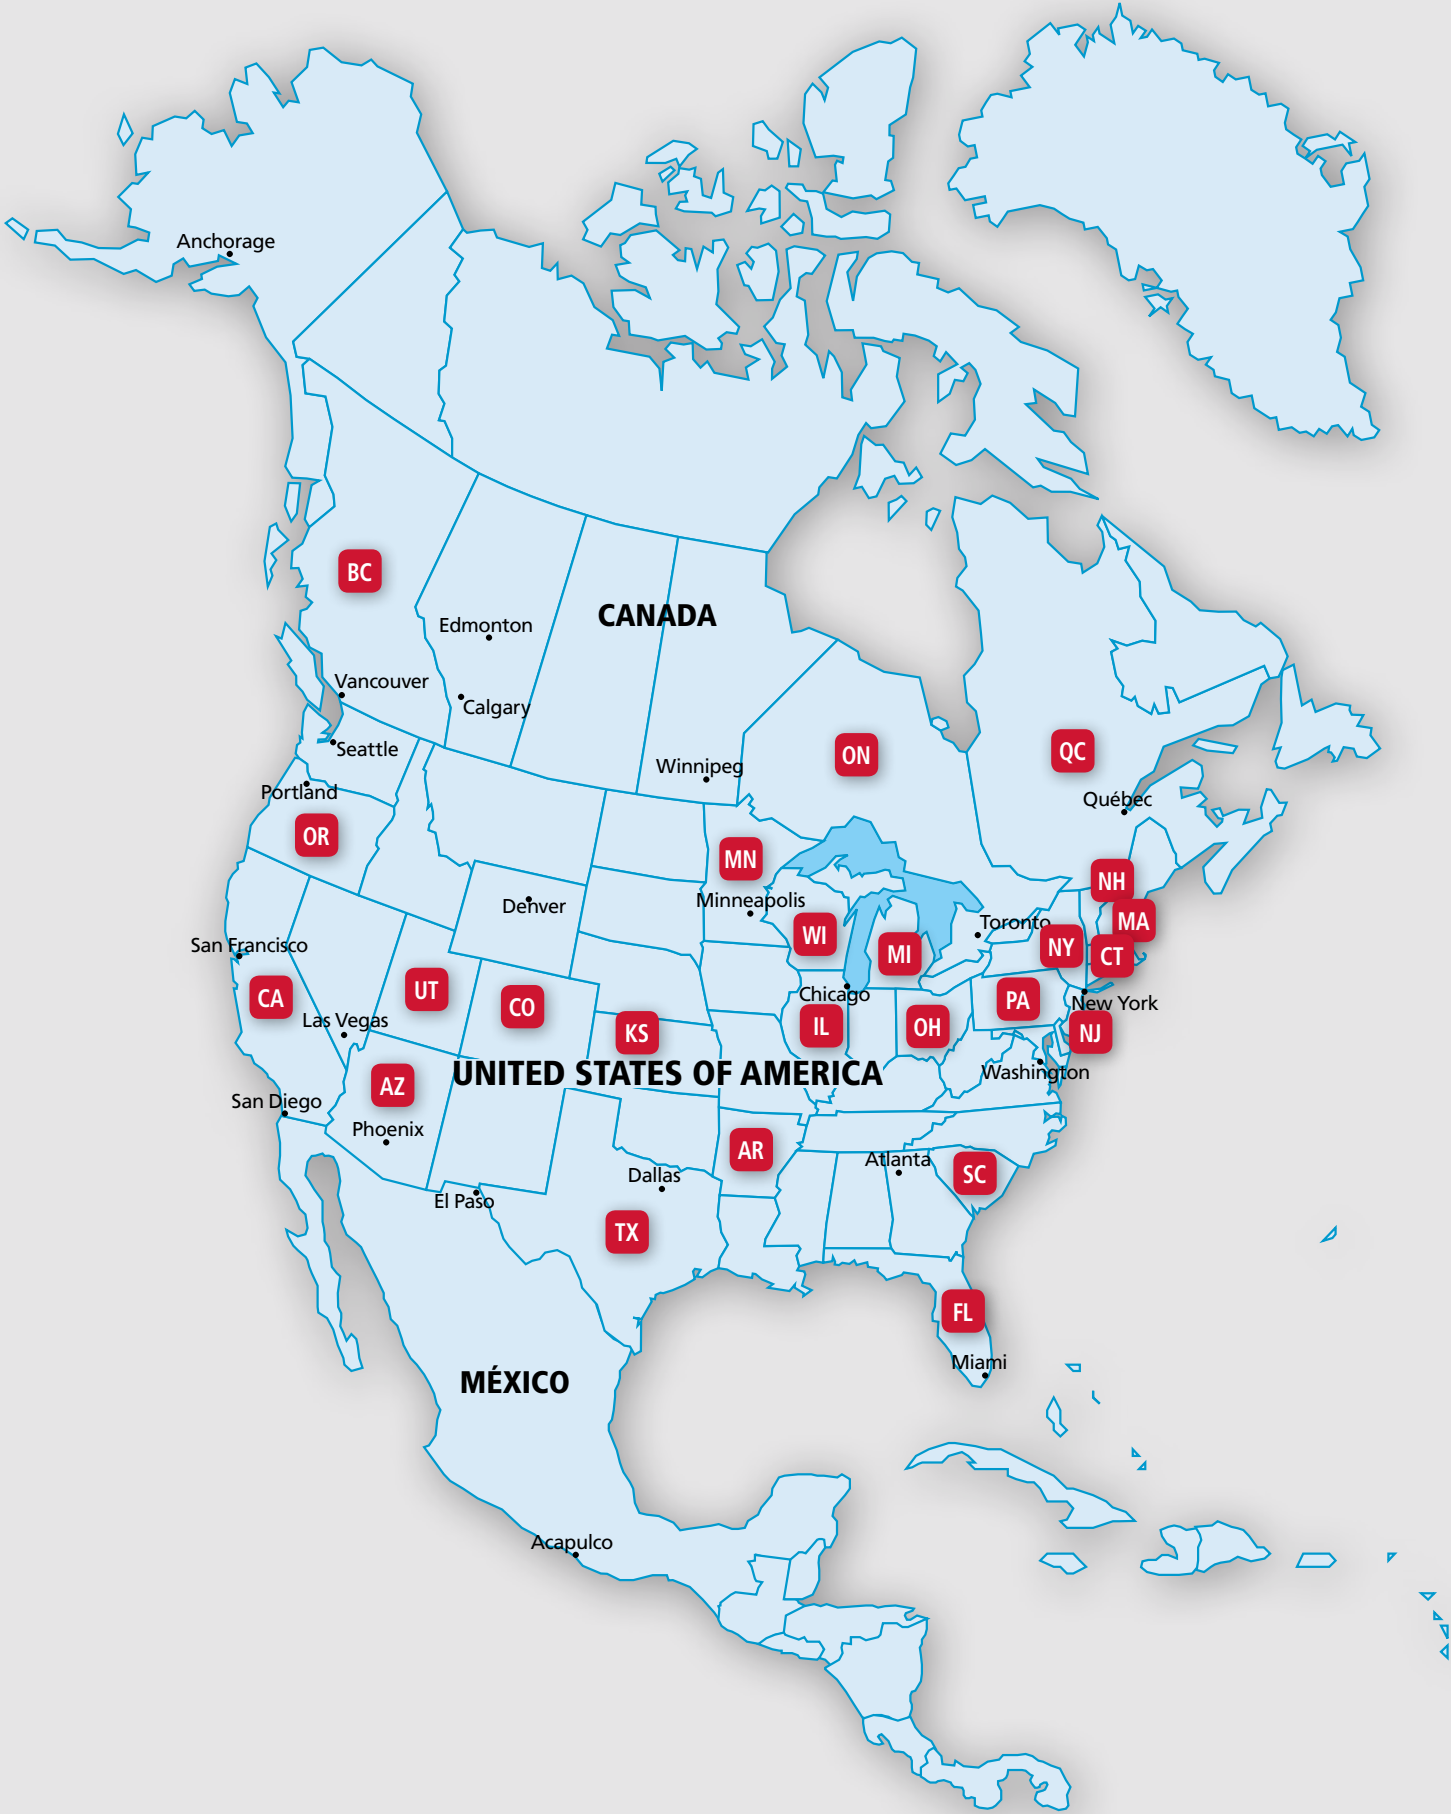 Anchorage
BC
CANADA
Edmonton
Vancouver
Calgary
Seattle
ON
QC
Winnipeg
Portland
Québec
OR
MN
NH
Minneapolis
Denver
MA
Toronto
WI
San Francisco
NY
MI
CT
UT
Chicago
CA
PA
New York
CO
Las Vegas
IL
OH
KS
NJ
UNITED STATES OF AMERICA
Washington
AZ
San Diego
Phoenix
AR
Atlanta
Dallas
SC
El Paso
TX
FL
Miami
MÉXICO
Acapulco